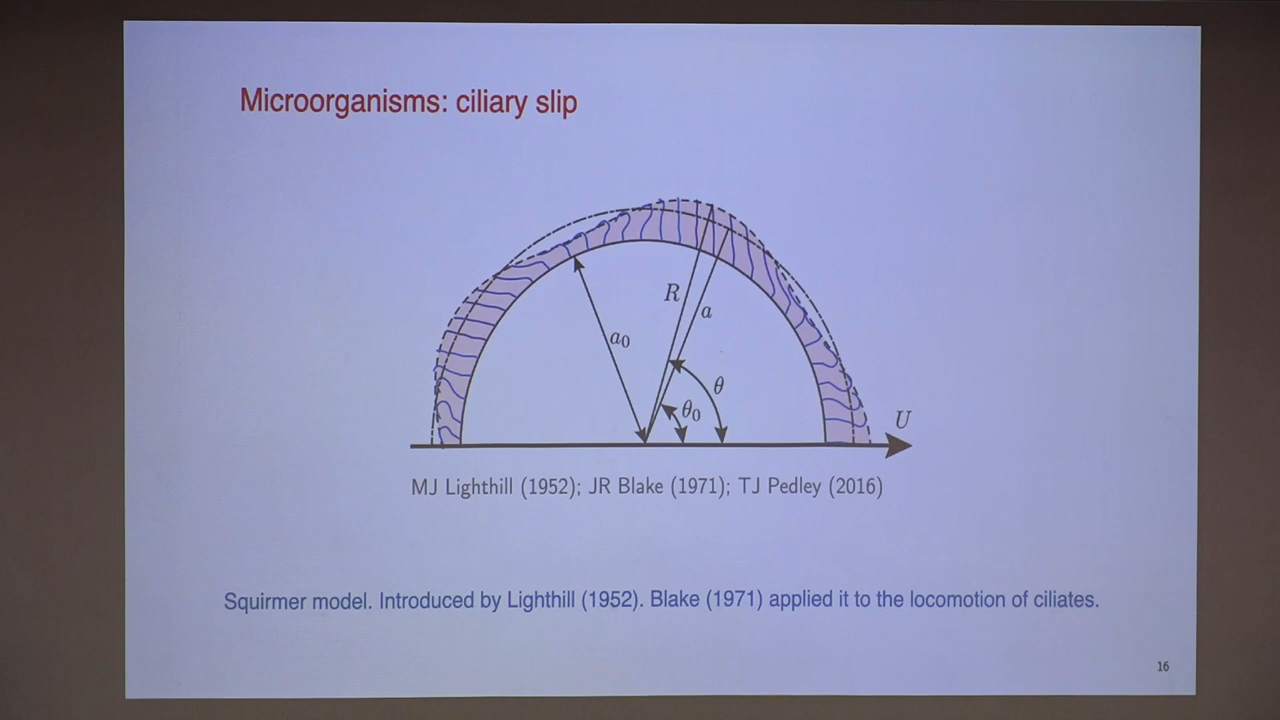 Microorganisms: ciliary slip
R
a
a0
θ
θ0
U
MJ Lighthill (1952); JR Blake (1971); TJ Pedley (2016)
Squirmer model. Introduced by Lighthill (1952). Blake (1971) applied it to the locomotion of ciliates.
16